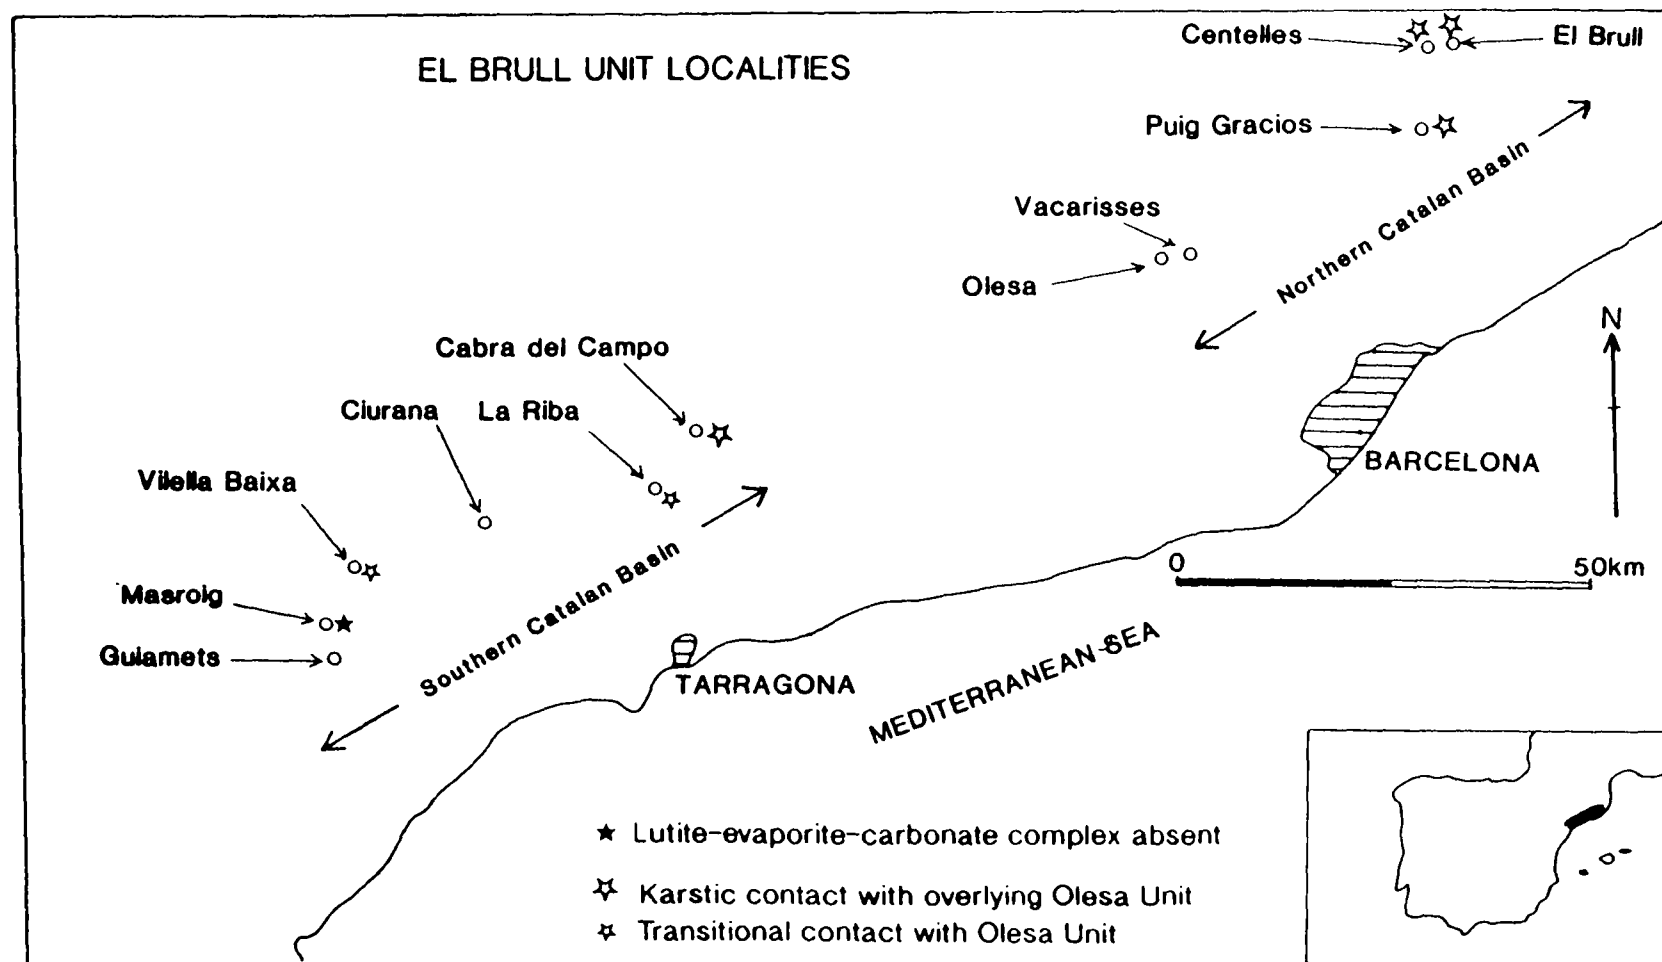 EL BRULL UNIT LOCALITIES
Centelles
El Brull
Puig Gracios
Northern Catalan Basin
Vacarisses
Olesa
N
Cabra del Campo
Ciurana
La Riba
BARCELONA
Vilella Baixa
0
50km
Masroig
Southern Catalan Basin
Guiamets
TARRAGONA
MEDITERRANEAN SEA
Lutite-evaporite-carbonate complex absent
Karstic contact with overlying Olesa Unit
Transitional contact with Olesa Unit